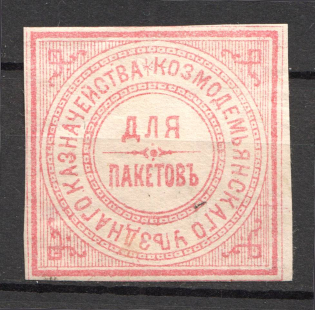 КОЗМОДЕМЬЯНСКАГО УѢЗДНАГО КАЗНАЧЕЙСТВА
ДЛЯ
ПАКЕТОВЪ